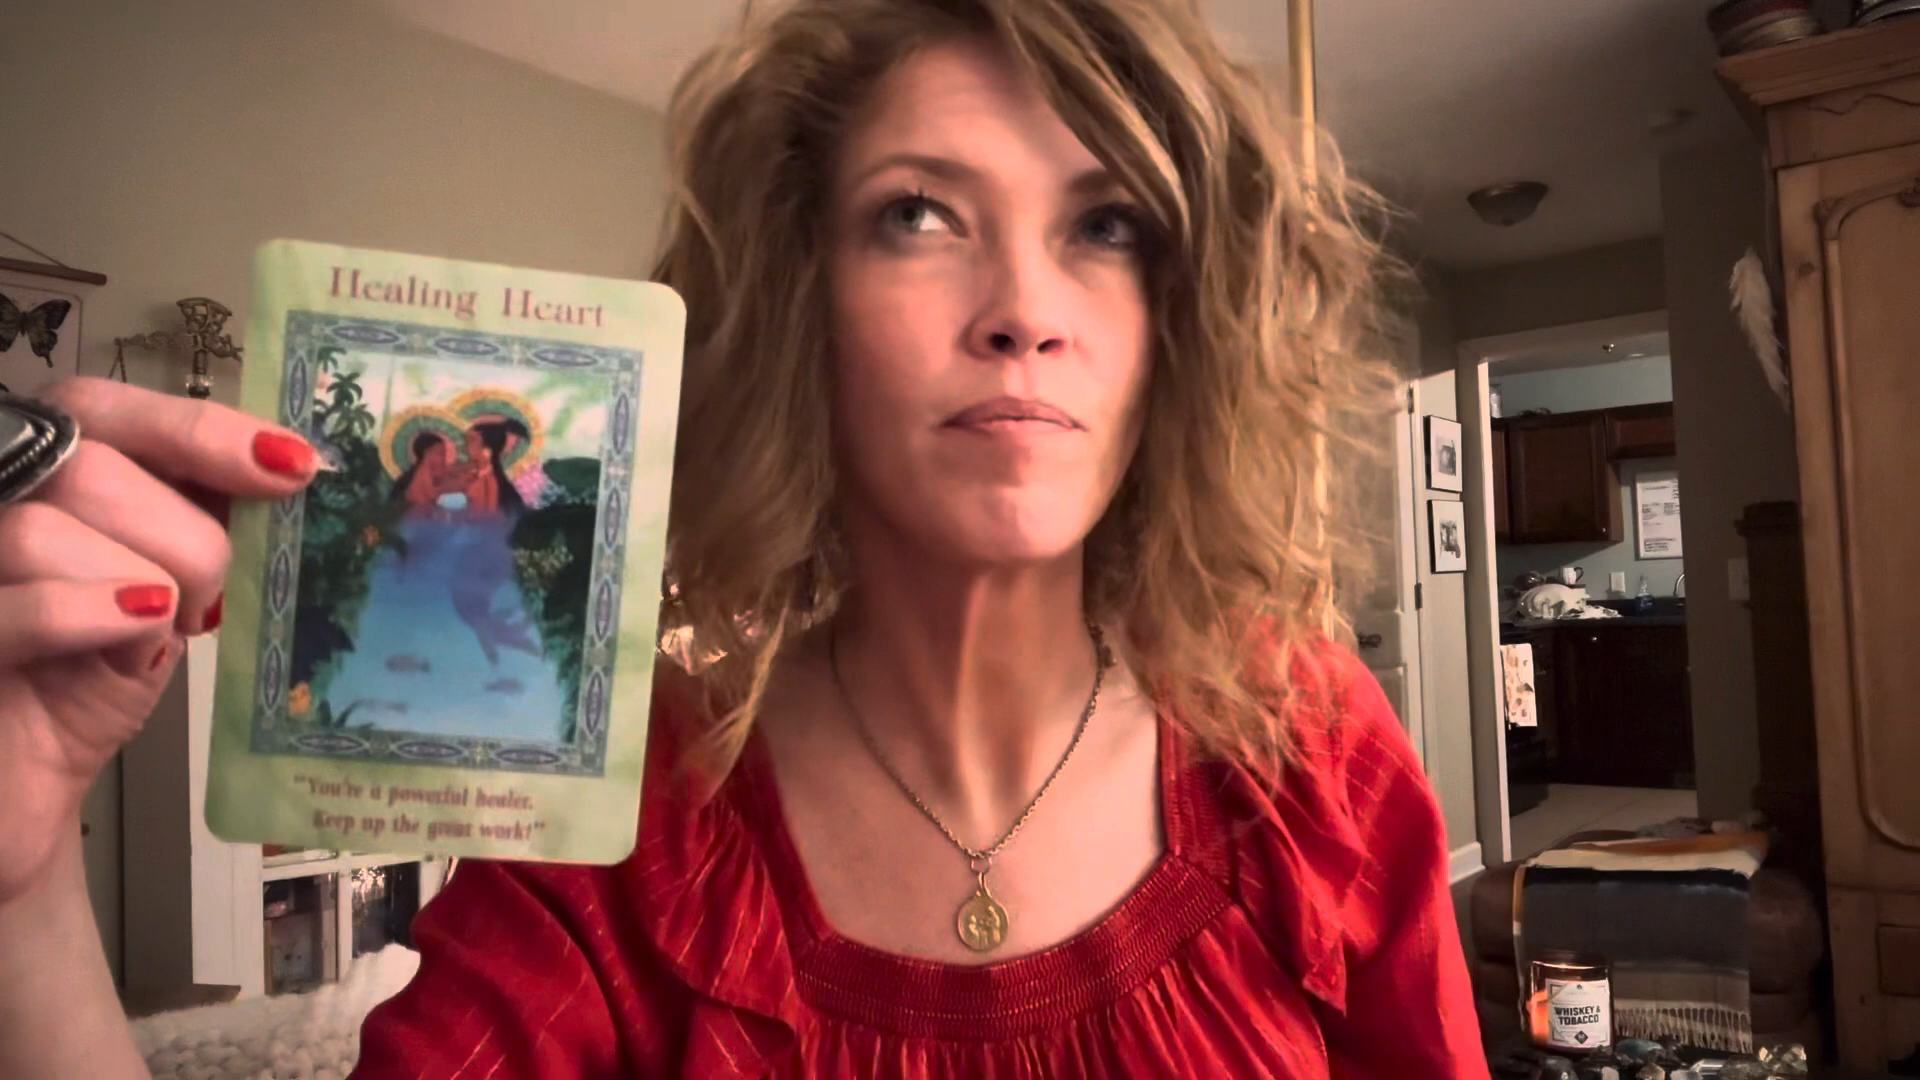 Healing Heart
"You're a powerful healer.
Keep up the great work!"
WHISKEY &
TOBACCO